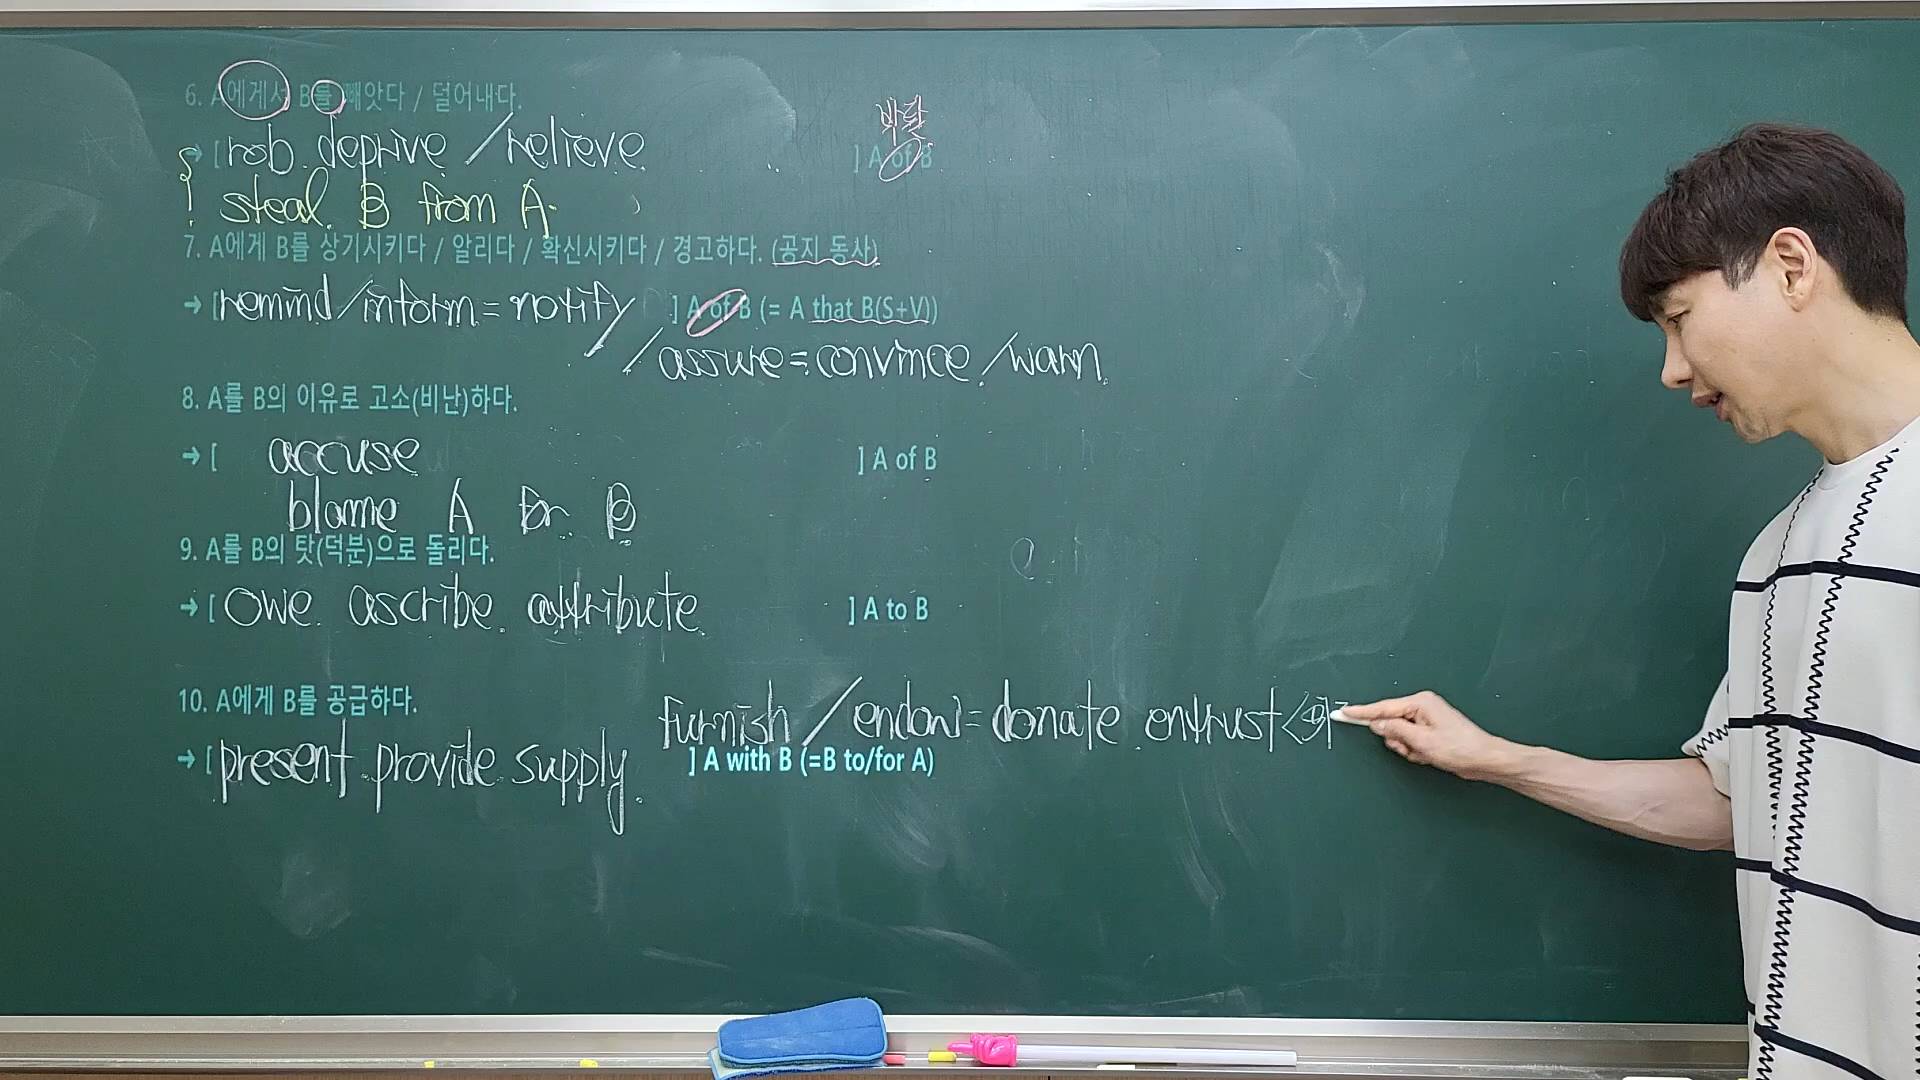 6. A에게서 B를 빼앗다 / 덜어내다.
박탈
→ [rob. deprive / relieve. ] A of B
steal B from A.
7. A에게 B를 상기시키다 / 알리다 / 확신시키다 / 경고하다. (공지 동사)
→ [remind/inform = notify/ ] A of B (= A that B(S+V))
/assure = convince. /warn.
8. A를 B의 이유로 고소(비난)하다.
→ [ accuse ] A of B
blame A for B
9. A를 B의 탓(덕분)으로 돌리다.
→ [ owe. ascribe. attribute. ] A to B
10. A에게 B를 공급하다.
furnish / endow = donate entrust
→ [present. provide supply. ] A with B (=B to/for A)